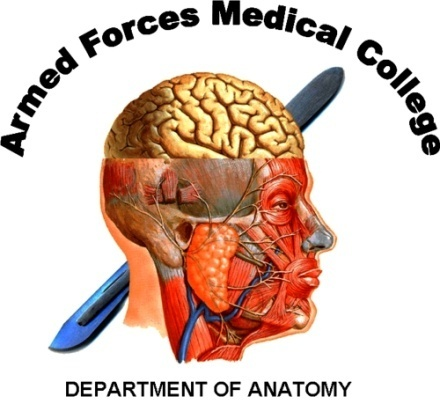 Armed Forces Medical College
DEPARTMENT OF ANATOMY